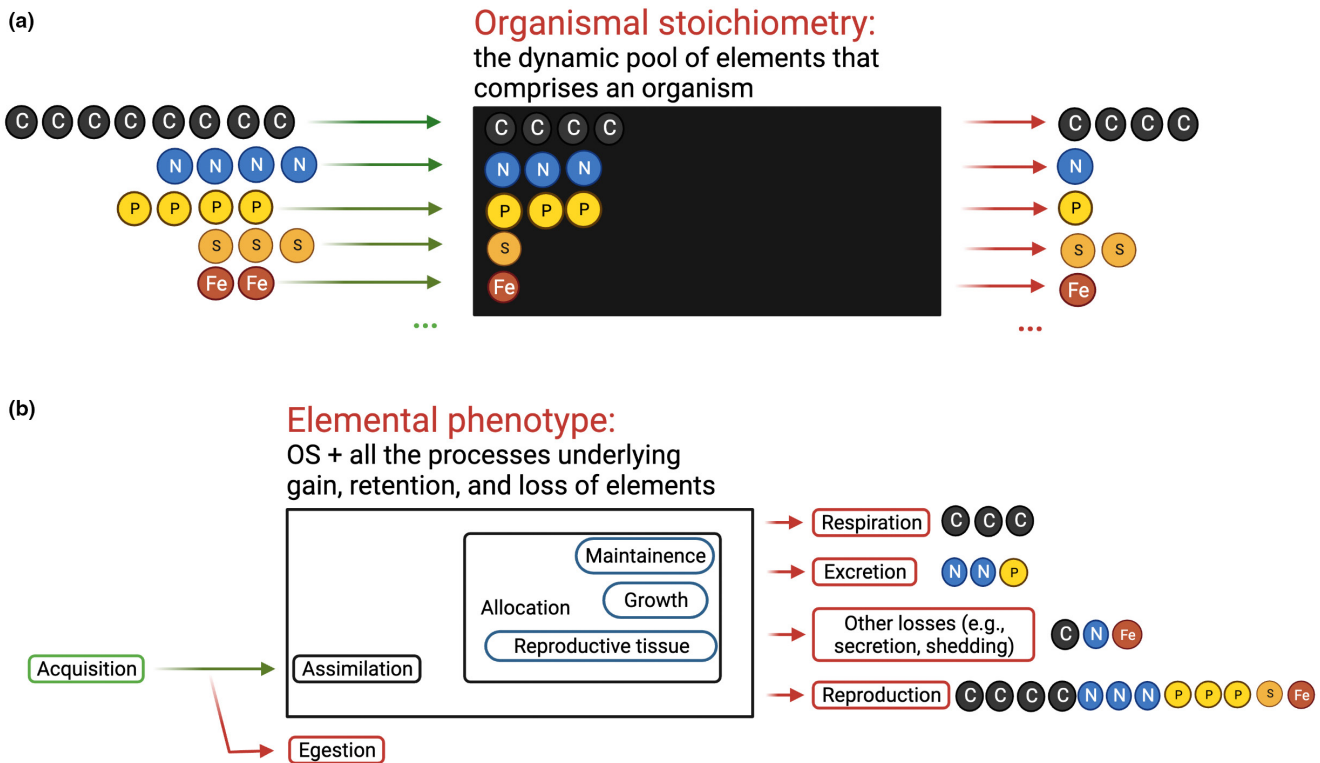 (a)
Organismal stoichiometry:
the dynamic pool of elements that
comprises an organism
C C C C C C C C C C C C C C C C
N N N N N N N N
P P P P P P P P
S S S S S S
Fe Fe Fe Fe
... ...
(b)
Elemental phenotype:
OS + all the processes underlying
gain, retention, and loss of elements
Respiration C C C
Maintainence
Excretion N N P
Growth
Allocation
Other losses (e.g.,
secretion, shedding) C N Fe
Reproductive tissue
Acquisition
Assimilation
Reproduction C C C C N N N P P P S Fe
Egestion